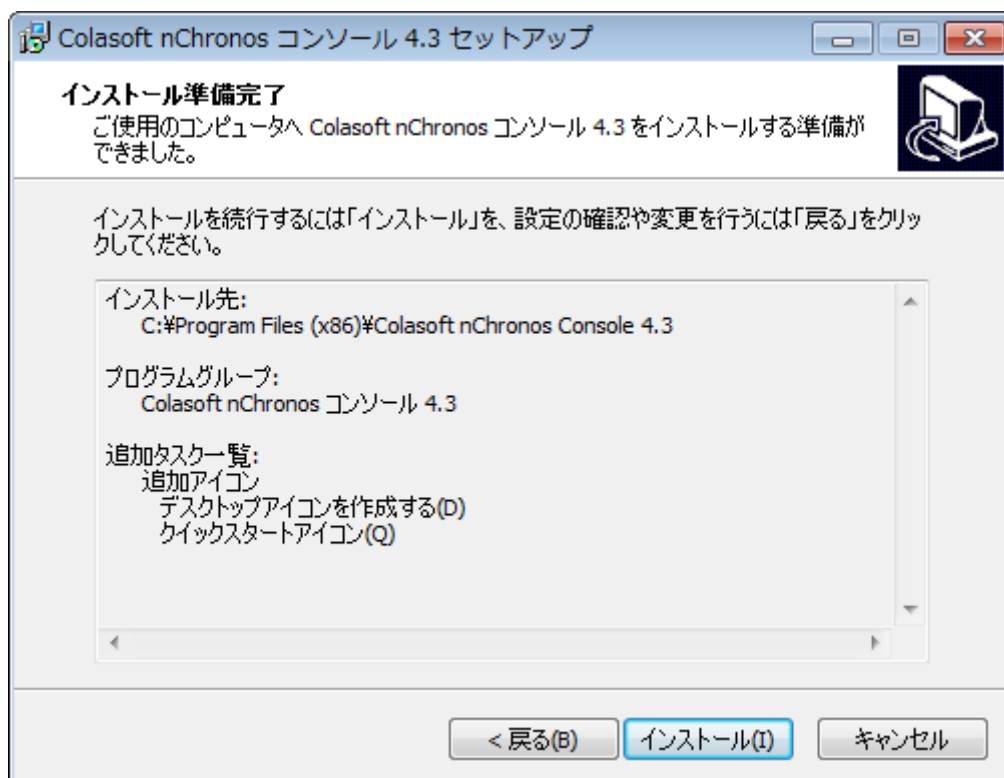 Colasoft nChronos コンソール 4.3 セットアップ
インストール準備完了
ご使用のコンピュータへ Colasoft nChronos コンソール 4.3 をインストールする準備が
できました。
インストールを続行するには「インストール」を、設定の確認や変更を行うには「戻る」をクリッ
クしてください。
インストール先:
C:¥Program Files (x86)¥Colasoft nChronos Console 4.3
プログラムグループ:
Colasoft nChronos コンソール 4.3
追加タスク一覧:
追加アイコン
デスクトップアイコンを作成する(D)
クイックスタートアイコン(Q)
< 戻る(B) インストール(I) キャンセル